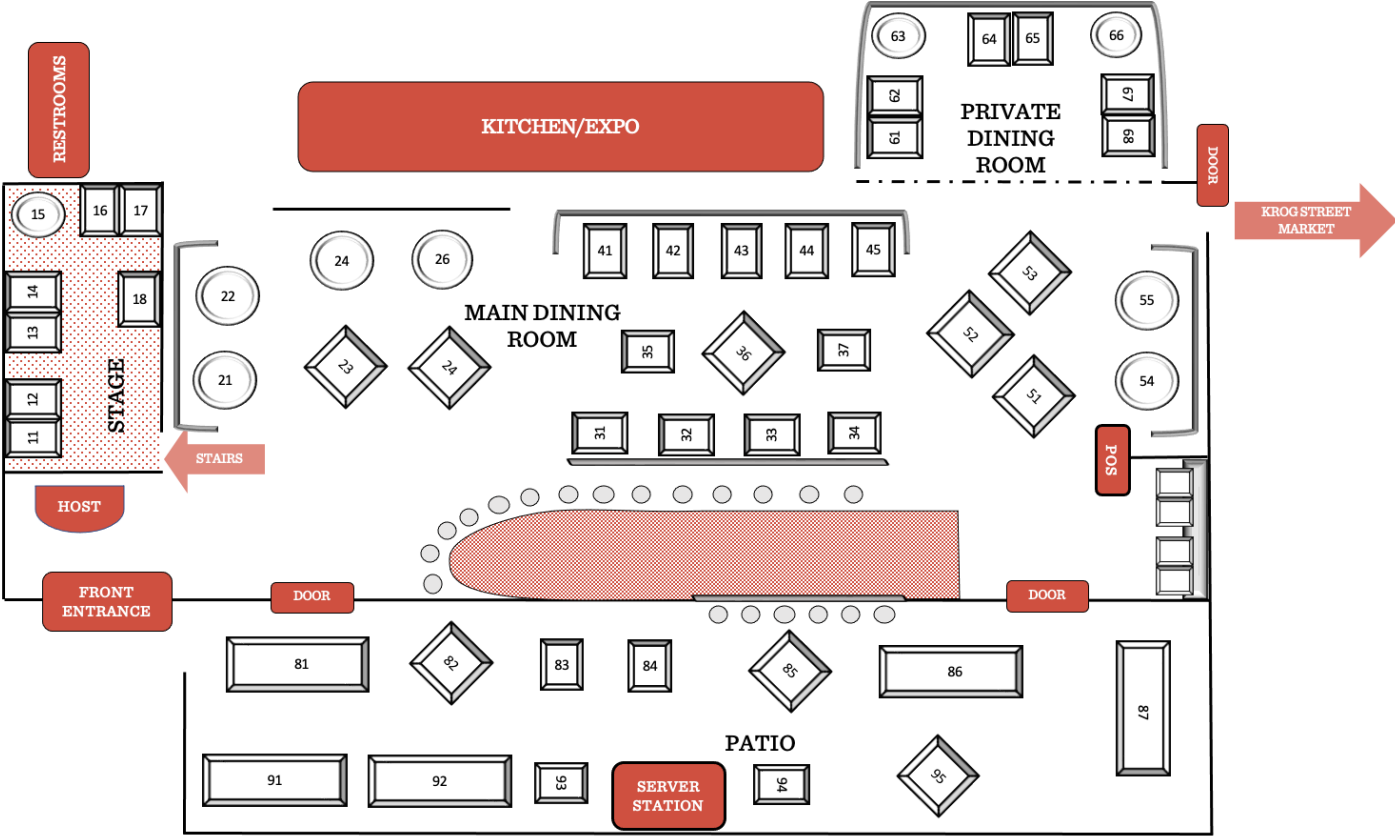 RESTROOMS
KITCHEN/EXPO
63
64
65
66
62
61
PRIVATE
DINING
ROOM
67
68
DOOR
KROG STREET
MARKET
15
16
17
14
13
18
12
11
STAGE
STAIRS
HOST
22
21
24
26
23
24
MAIN DINING
ROOM
41
42
43
44
45
35
36
37
31
32
33
34
53
52
51
55
54
POS
FRONT
ENTRANCE
DOOR
DOOR
81
82
83
84
85
86
87
PATIO
91
92
93
SERVER
STATION
94
95